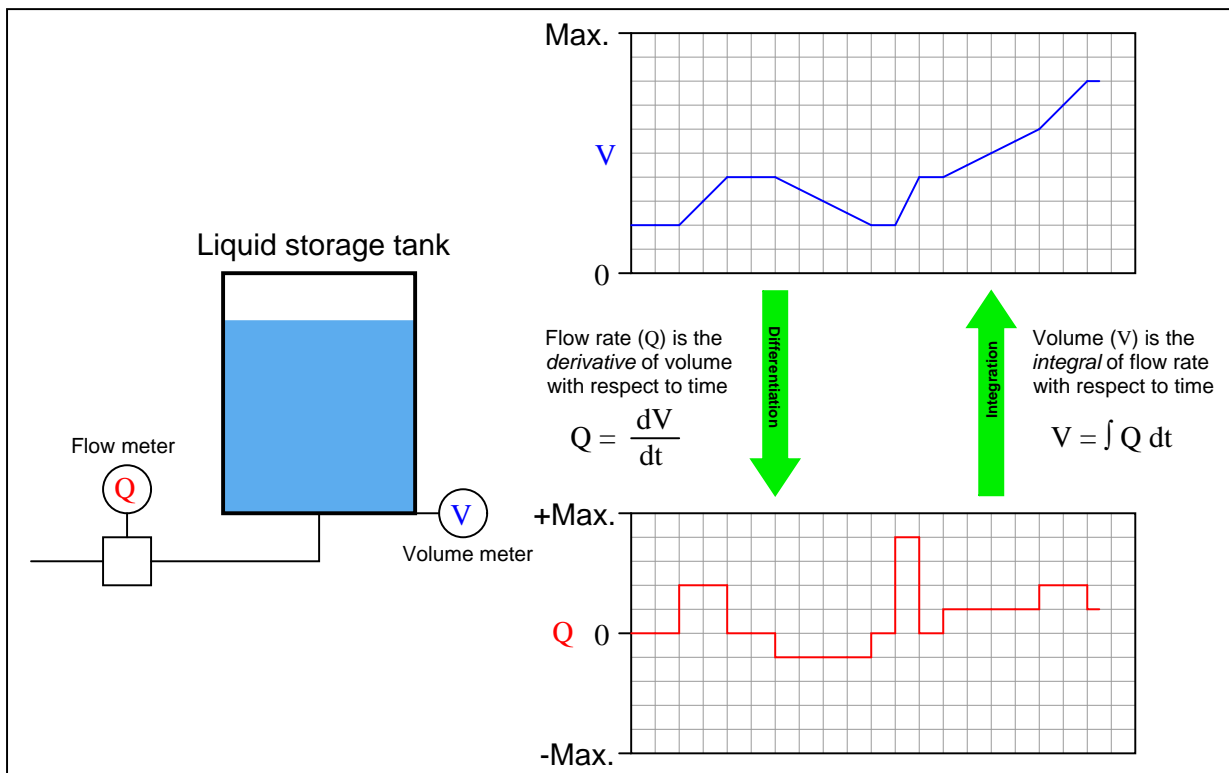 Max.
V
0
Liquid storage tank
Flow meter
Q
V
Volume meter
Flow rate (Q) is the
derivative of volume
with respect to time
Q = dV
dt
Differentiation
Integration
Volume (V) is the
integral of flow rate
with respect to time
V = ∫ Q dt
+Max.
Q 0
-Max.